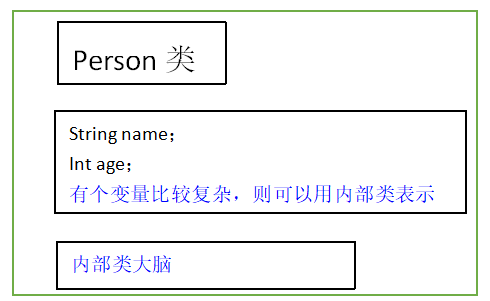 Person 类
String name；
Int age；
有个变量比较复杂，则可以用内部类表示
内部类大脑